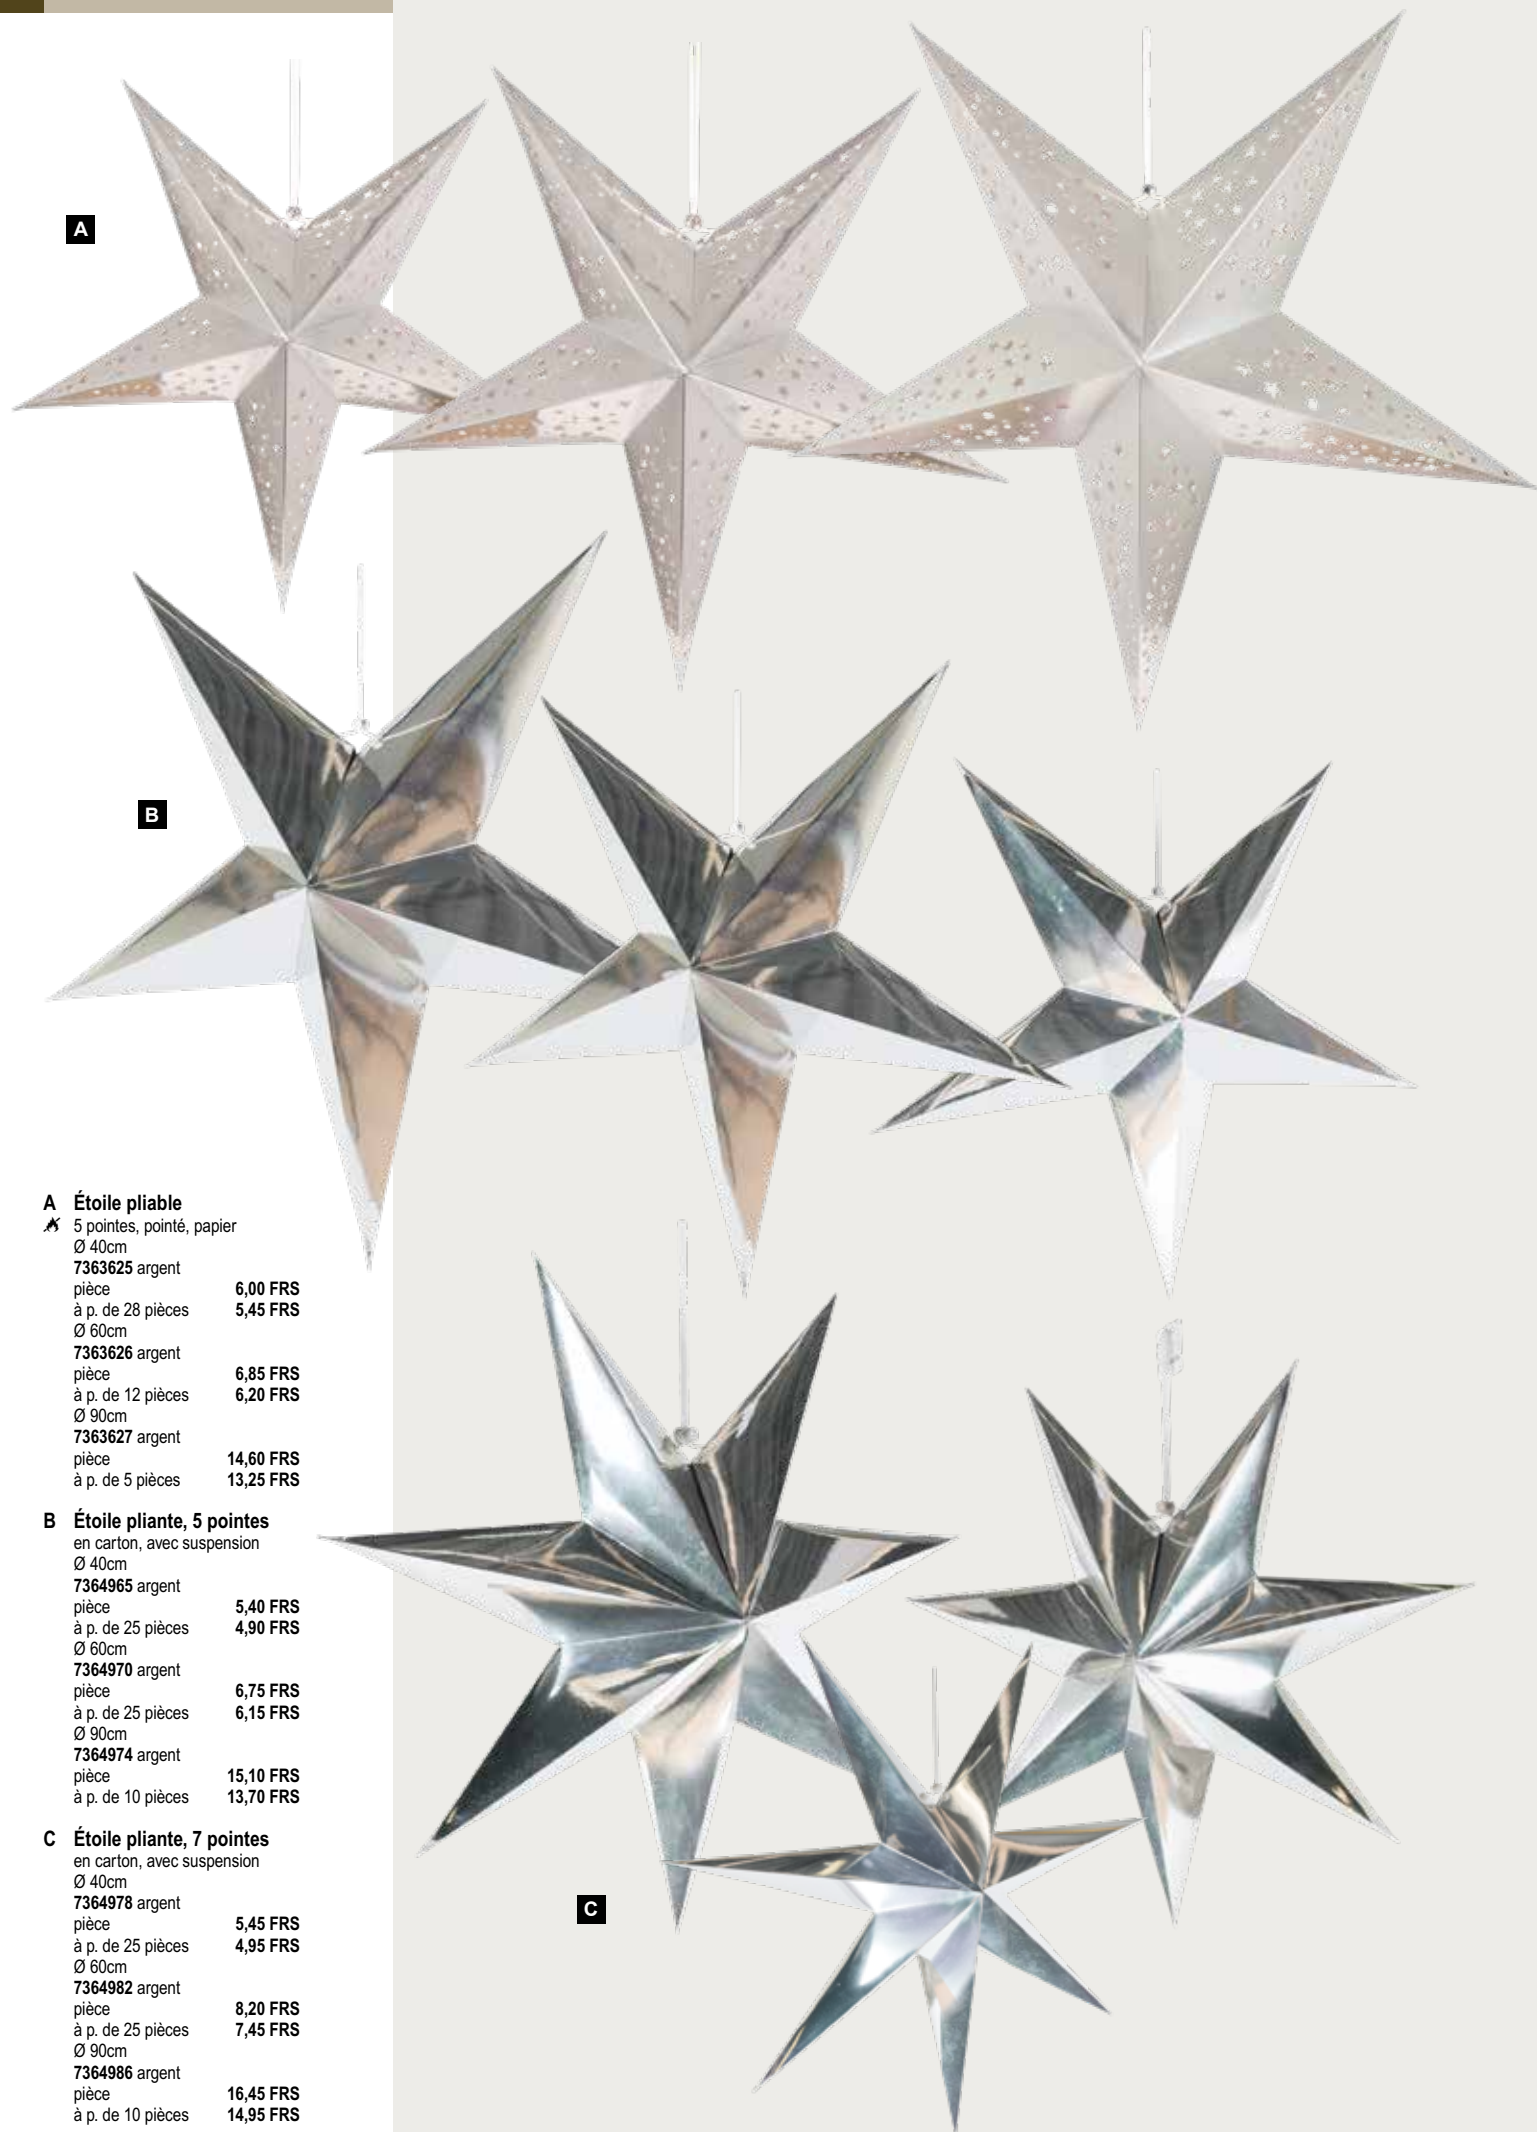 A
B
A Étoile pliable
5 pointes, pointé, papier
Ø 40cm
7363625 argent
pièce 6,00 FRS
à p. de 28 pièces 5,45 FRS
Ø 60cm
7363626 argent
pièce 6,85 FRS
à p. de 12 pièces 6,20 FRS
Ø 90cm
7363627 argent
pièce 14,60 FRS
à p. de 5 pièces 13,25 FRS
B Étoile pliante, 5 pointes
en carton, avec suspension
Ø 40cm
7364965 argent
pièce 5,40 FRS
à p. de 25 pièces 4,90 FRS
Ø 60cm
7364970 argent
pièce 6,75 FRS
à p. de 25 pièces 6,15 FRS
Ø 90cm
7364974 argent
pièce 15,10 FRS
à p. de 10 pièces 13,70 FRS
C Étoile pliante, 7 pointes
en carton, avec suspension
Ø 40cm
7364978 argent
pièce 5,45 FRS
à p. de 25 pièces 4,95 FRS
Ø 60cm
7364982 argent
pièce 8,20 FRS
à p. de 25 pièces 7,45 FRS
Ø 90cm
7364986 argent
pièce 16,45 FRS
à p. de 10 pièces 14,95 FRS
C